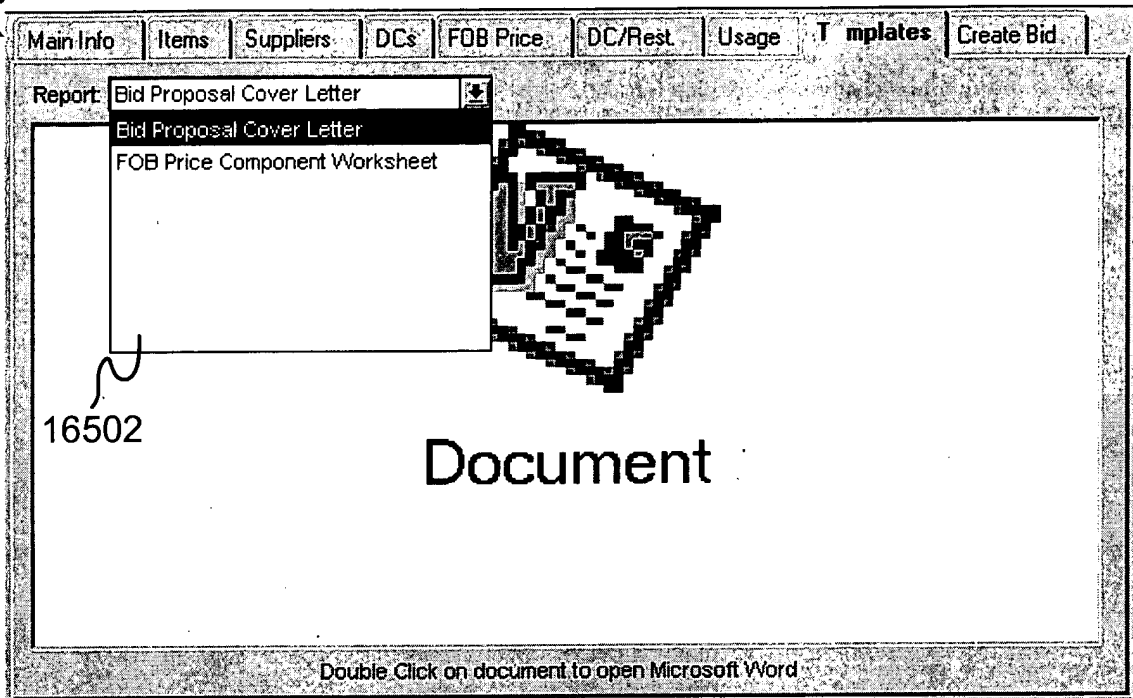 Main Info Items Suppliers DCs FOB Price DC/Rest. Usage T mplates Create Bid
Report: Bid Proposal Cover Letter
Bid Proposal Cover Letter
FOB Price Component Worksheet
16502
Document
Double Click on document to open Microsoft Word